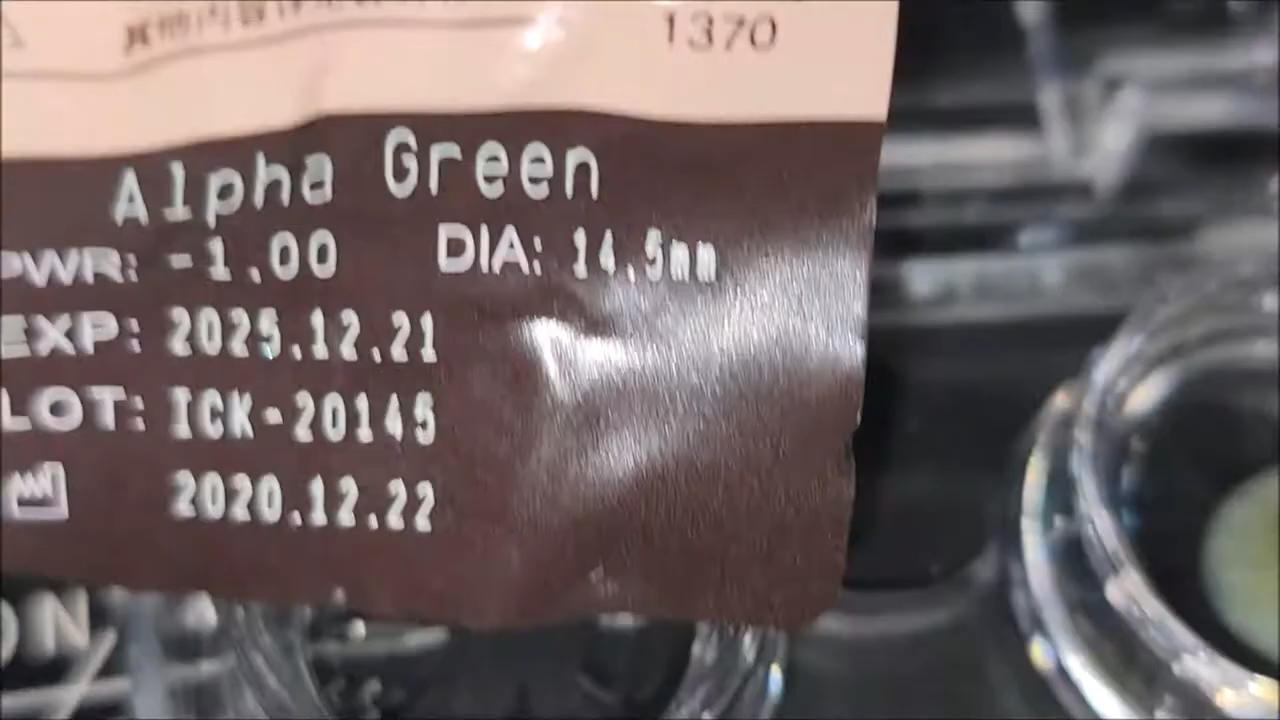 1370
Alpha Green
PWR: -1.00 DIA: 14.5mm
EXP: 2025.12.21
LOT: ICK-20145
2020.12.22
ON